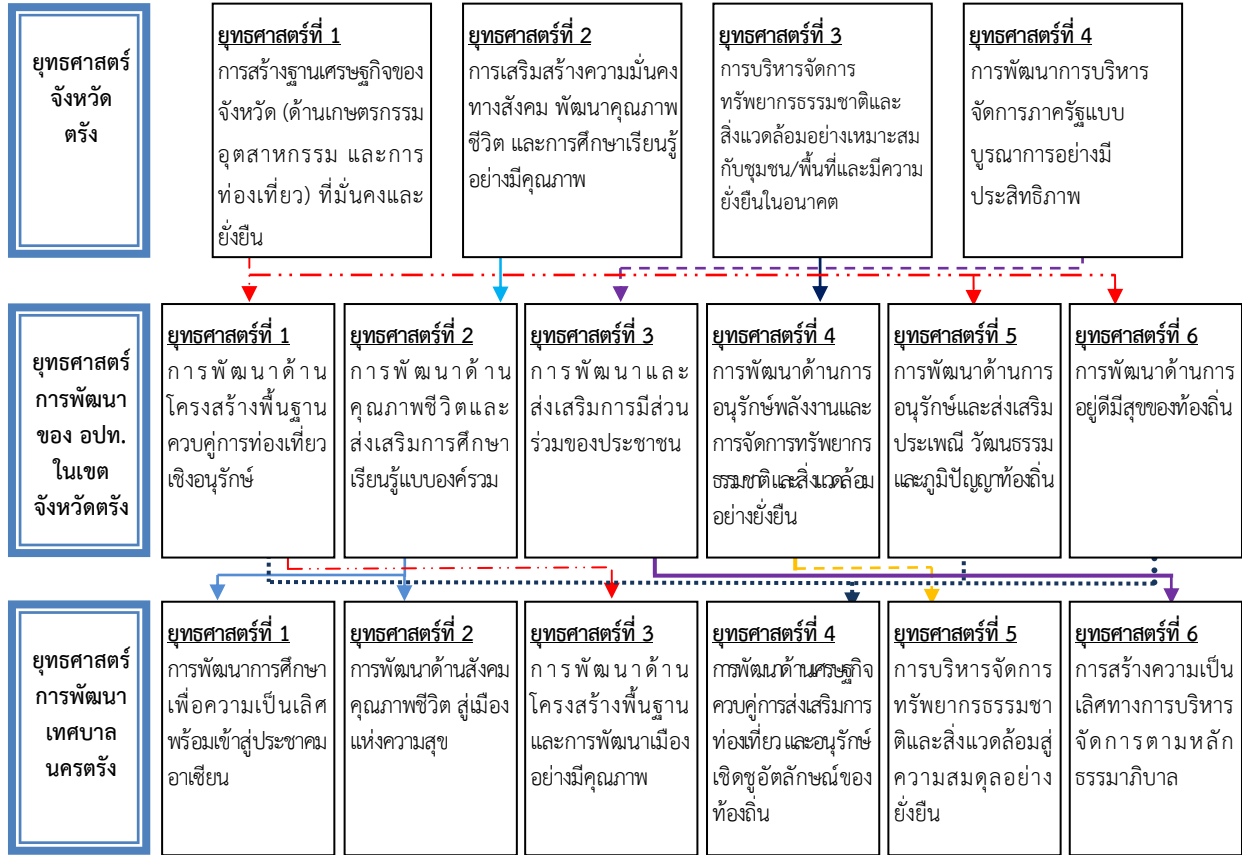 ยุทธศาสตร์
จังหวัด
ตรัง
ยุทธศาสตร์ที่ 1
การสร้างฐานเศรษฐกิจของ
จังหวัด (ด้านเกษตรกรรม
อุตสาหกรรม และการ
ท่องเที่ยว) ที่มั่นคงและ
ยั่งยืน
ยุทธศาสตร์ที่ 2
การเสริมสร้างความมั่นคง
ทางสังคม พัฒนาคุณภาพ
ชีวิต และการศึกษาเรียนรู้
อย่างมีคุณภาพ
ยุทธศาสตร์ที่ 3
การบริหารจัดการ
ทรัพยากรธรรมชาติและ
สิ่งแวดล้อมอย่างเหมาะสม
กับชุมชน/พื้นที่และมีความ
ยั่งยืนในอนาคต
ยุทธศาสตร์ที่ 4
การพัฒนาการบริหาร
จัดการภาครัฐแบบ
บูรณาการอย่างมี
ประสิทธิภาพ
ยุทธศาสตร์
การพัฒนา
ของ อปท.
ในเขต
จังหวัดตรัง
ยุทธศาสตร์ที่ 1
การพัฒนาด้าน
โครงสร้างพื้นฐาน
ควบคู่การท่องเที่ยว
เชิงอนุรักษ์
ยุทธศาสตร์ที่ 2
การพัฒนาด้าน
คุณภาพชีวิตและ
ส่งเสริมการศึกษา
เรียนรู้แบบองค์รวม
ยุทธศาสตร์ที่ 3
การพัฒนาและ
ส่งเสริมการมีส่วน
ร่วมของประชาชน
ยุทธศาสตร์ที่ 4
การพัฒนาด้านการ
อนุรักษ์พลังงานและ
การจัดการทรัพยากร
ธรรมชาติและสิ่งแวดล้อม
อย่างยั่งยืน
ยุทธศาสตร์ที่ 5
การพัฒนาด้านการ
อนุรักษ์และส่งเสริม
ประเพณี วัฒนธรรม
และภูมิปัญญาท้องถิ่น
ยุทธศาสตร์ที่ 6
การพัฒนาด้านการ
อยู่ดีมีสุขของท้องถิ่น
ยุทธศาสตร์
การพัฒนา
เทศบาล
นครตรัง
ยุทธศาสตร์ที่ 1
การพัฒนาการศึกษา
เพื่อความเป็นเลิศ
พร้อมเข้าสู่ประชาคม
อาเซียน
ยุทธศาสตร์ที่ 2
การพัฒนาด้านสังคม
คุณภาพชีวิต สู่เมือง
แห่งความสุข
ยุทธศาสตร์ที่ 3
การพัฒนาด้าน
โครงสร้างพื้นฐาน
และการพัฒนาเมือง
อย่างมีคุณภาพ
ยุทธศาสตร์ที่ 4
การพัฒนาด้านเศรษฐกิจ
ควบคู่การส่งเสริมการ
ท่องเที่ยว และอนุรักษ์
เชิดชูอัตลักษณ์ของ
ท้องถิ่น
ยุทธศาสตร์ที่ 5
การบริหารจัดการ
ทรัพยากรธรรมชา
ติและสิ่งแวดล้อมสู่
ความสมดุลอย่าง
ยั่งยืน
ยุทธศาสตร์ที่ 6
การสร้างความเป็น
เลิศทางการบริหาร
จัดการตามหลัก
ธรรมาภิบาล